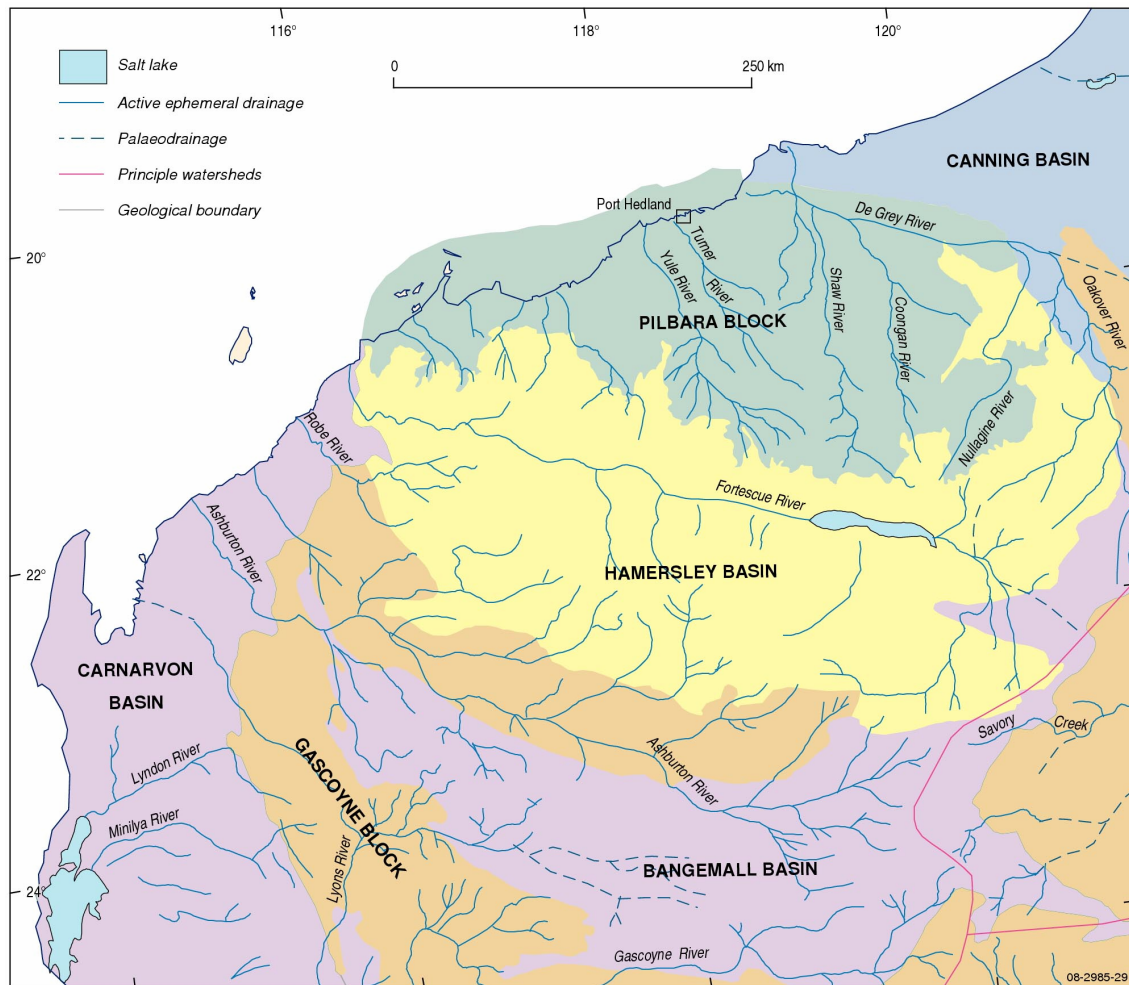 116°
118°
120°
Salt lake
0
250 km
Active ephemeral drainage
Palaeodrainage
CANNING BASIN
Principle watersheds
Geological boundary
Port Hedland
De Grey River
Turner River
20°
Yule River
Shaw River
Oakover River
PILBARA BLOCK
Coongan River
Robe River
Nullagine River
Fortescue River
Ashburton River
22°
HAMERSLEY BASIN
CARNARVON
BASIN
Savory Creek
GASCOYNE BLOCK
Lyndon River
Ashburton River
Minilya River
Lyons River
BANGEMALL BASIN
24°
Gascoyne River
08-2985-29